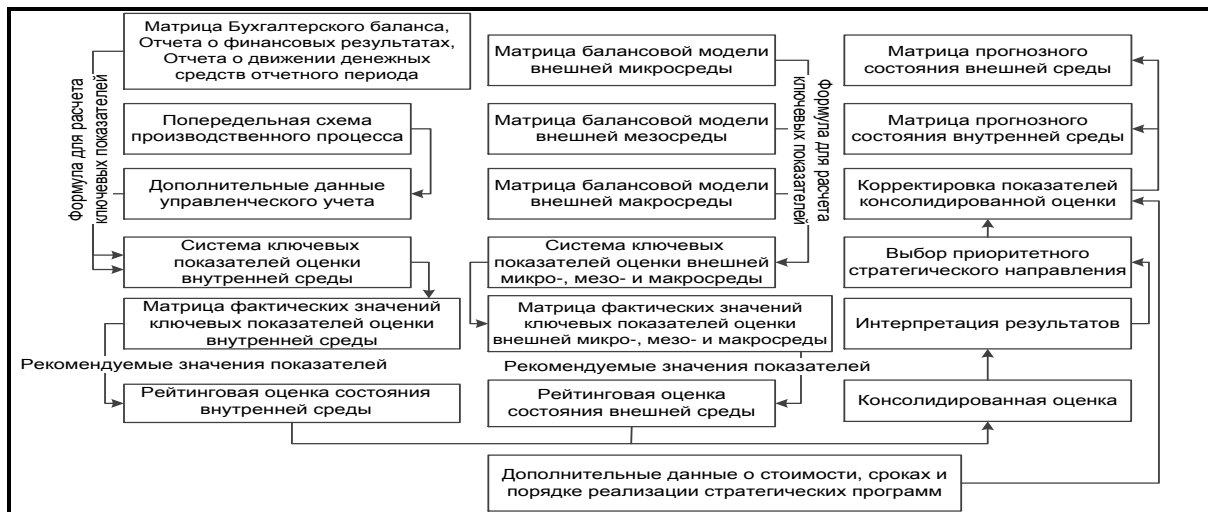 Матрица Бухгалтерского баланса,
Отчета о финансовых результатах,
Отчета о движении денежных
средств отчетного периода
Формула для расчета
ключевых показателей
Попередельная схема
производственного процесса
Дополнительные данные
управленческого учета
Система ключевых
показателей оценки
внутренней среды
Матрица фактических значений
ключевых показателей оценки
внутренней среды
Рекомендуемые значения показателей
Рейтинговая оценка состояния
внутренней среды
Матрица балансовой модели
внешней микросреды
Матрица балансовой модели
внешней мезосреды
Матрица балансовой модели
внешней макросреды
Формула для расчета
ключевых показателей
Система ключевых
показателей оценки внешней
микро-, мезо- и макросреды
Матрица фактических значений
ключевых показателей оценки
внешней микро-, мезо- и макросреды
Рекомендуемые значения показателей
Рейтинговая оценка
состояния внешней среды
Матрица прогнозного
состояния внешней среды
Матрица прогнозного
состояния внутренней среды
Корректировка показателей
консолидированной оценки
Выбор приоритетного
стратегического направления
Интерпретация результатов
Консолидированная оценка
Дополнительные данные о стоимости, сроках и
порядке реализации стратегических программ